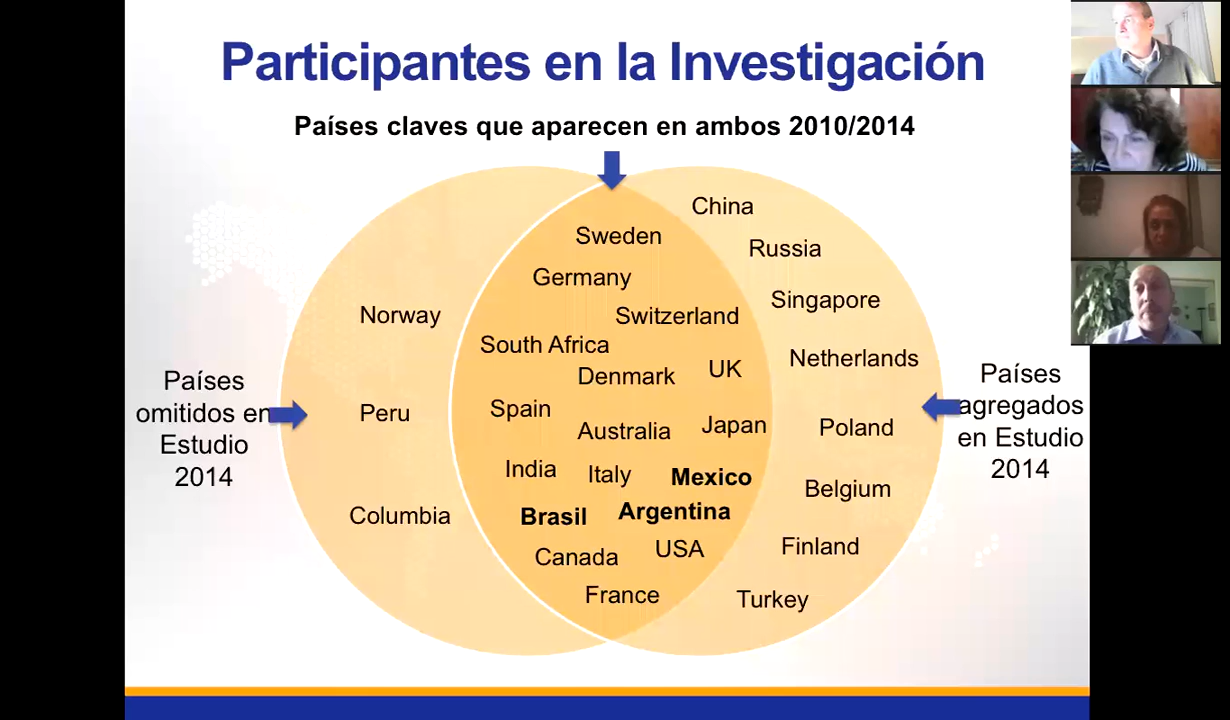 Participantes en la Investigación
Países claves que aparecen en ambos 2010/2014
Países
omitidos en
Estudio
2014
Norway
Peru
Columbia
Sweden
Germany
Switzerland
South Africa
Denmark
UK
Spain
Australia
Japan
India
Italy
Mexico
Brasil
Argentina
Canada
USA
France
China
Russia
Singapore
Netherlands
Poland
Belgium
Finland
Turkey
Países
agregados
en Estudio
2014